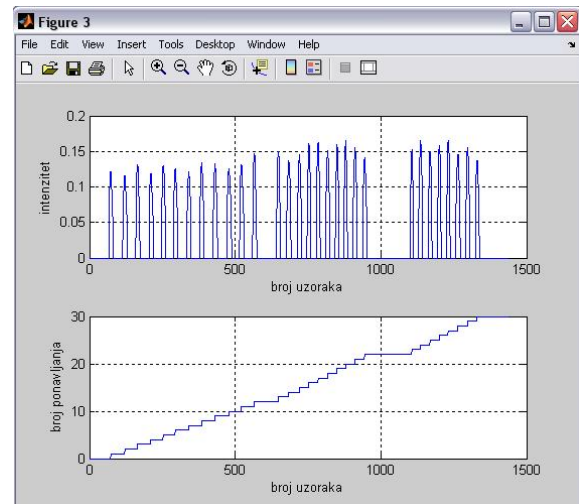 Figure 3
File Edit View Insert Tools Desktop Window Help
0.2
0.15
0.1
0.05
0
intenzitet
0 500 1000 1500
broj uzoraka
30
20
10
0
broj ponavljanja
0 500 1000 1500
broj uzoraka